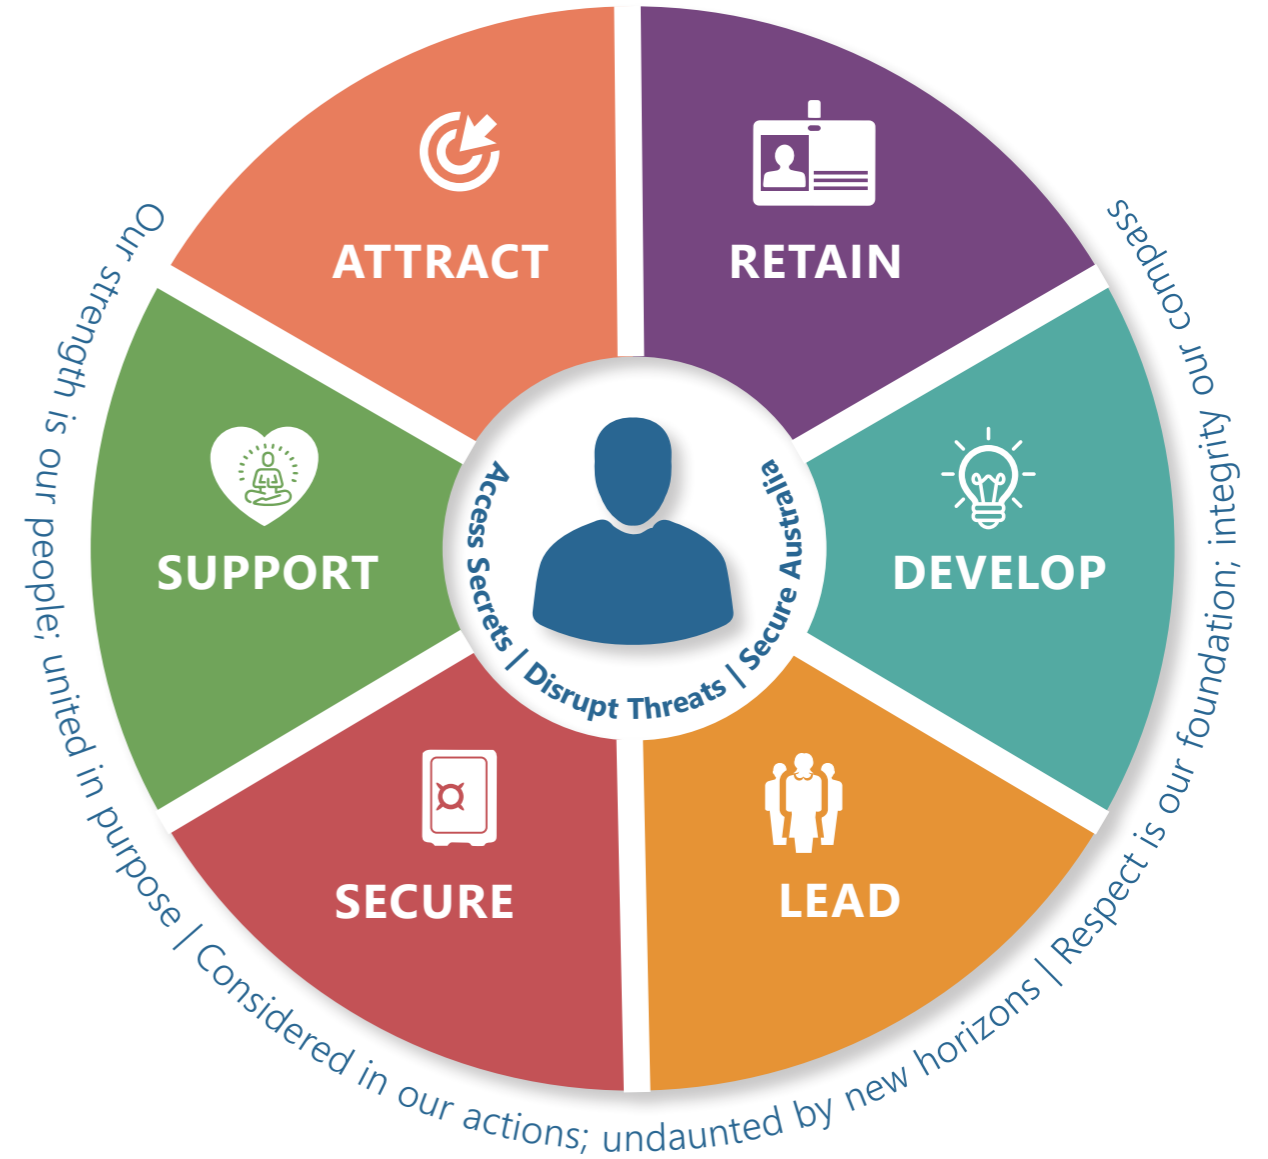 ATTRACT
RETAIN
DEVELOP
LEAD
SECURE
SUPPORT
Access Secrets | Disrupt Threats | Secure Australia
Our strength is our people; united in purpose | Considered in our actions; undaunted by new horizons | Respect is our foundation; integrity our compass